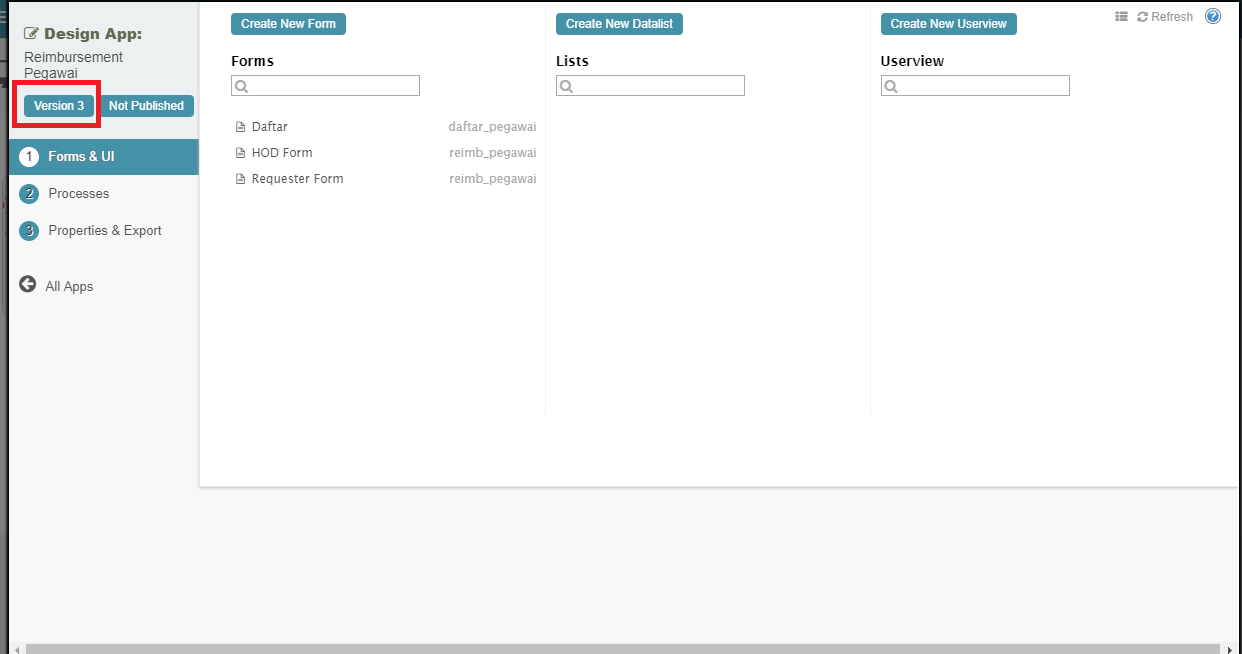 Design App:
Reimbursement
Pegawai
Version 3
Not Published
1 Forms & UI
2 Processes
3 Properties & Export
All Apps
Create New Form
Forms
Daftar daftar_pegawai
HOD Form reimb_pegawai
Requester Form reimb_pegawai
Create New Datalist
Lists
Create New Userview
Userview
Refresh
?